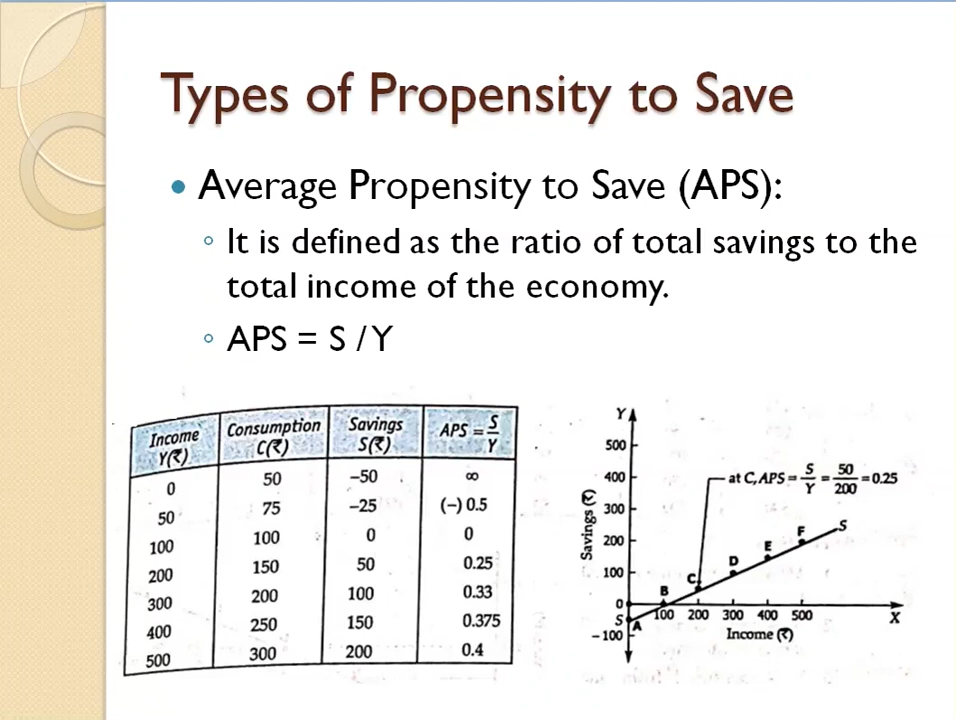 Types of Propensity to Save
Average Propensity to Save (APS):
It is defined as the ratio of total savings to the
total income of the economy.
APS = S / Y
Income Y(₹) Consumption C(₹) Savings S(₹) APS = S/Y
0 50 -50 ∞
50 75 -25 (-) 0.5
100 100 0 0
200 150 50 0.25
300 200 100 0.33
400 250 150 0.375
500 300 200 0.4
Y
500
400
300
200
100
0
S
-100
Savings (₹)
at C, APS = S/Y = 50/200 = 0.25
A
B
C
D
E
F
S
100 200 300 400 500
X
Income (₹)